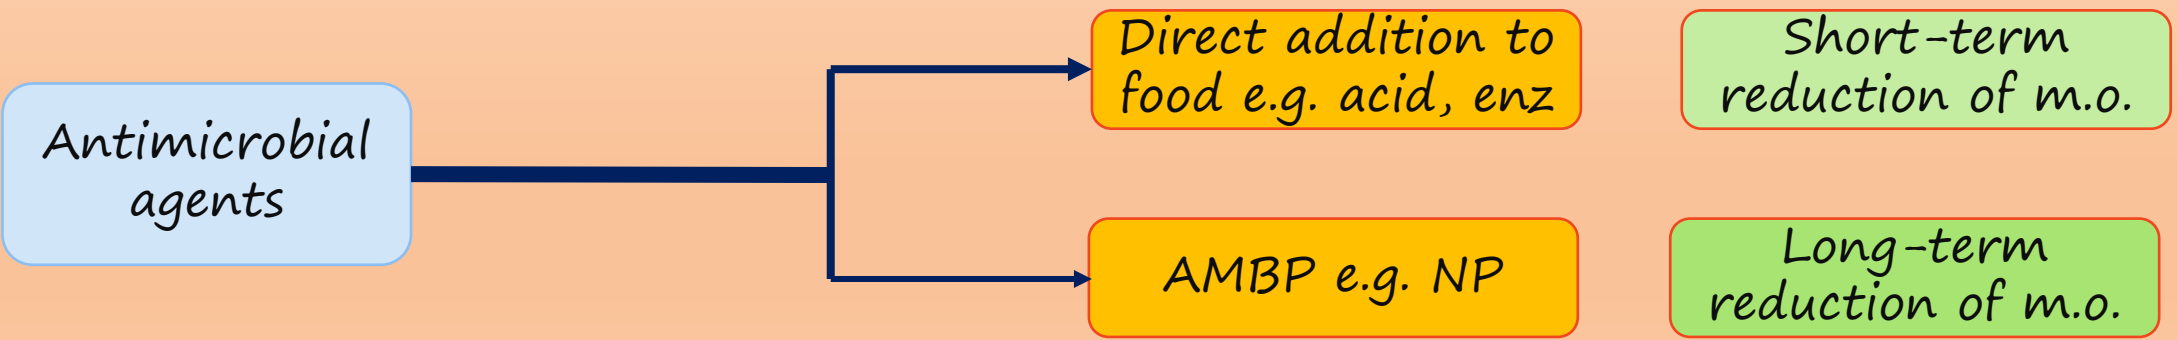 Antimicrobial
agents
Direct addition to
food e.g. acid, enz
Short-term
reduction of m.o.
AMBP e.g. NP
Long-term
reduction of m.o.